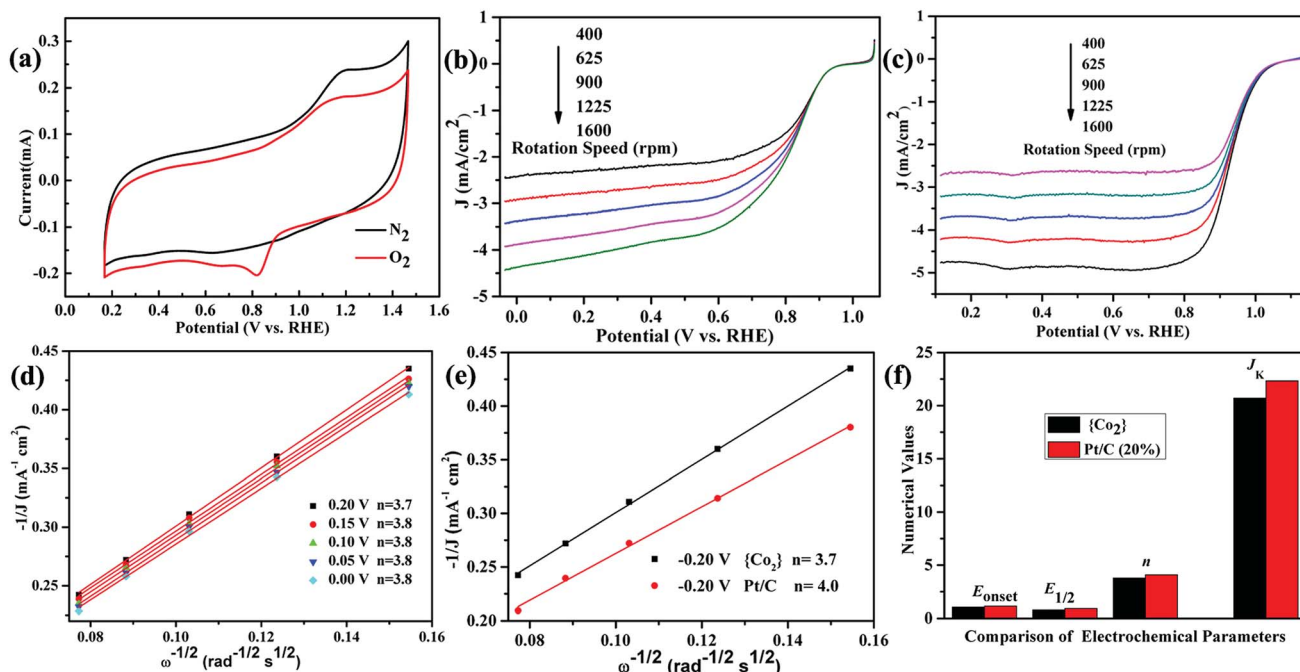 (a)
0.3
0.2
0.1
0.0
-0.1
-0.2
Current(mA)
N2
O2
0.2 0.4 0.6 0.8 1.0 1.2 1.4 1.6
Potential (V vs. RHE)
(b)
1
0
-1
-2
-3
-4
-5
J (mA/cm²)
400
625
900
1225
1600
Rotation Speed (rpm)
0.0 0.2 0.4 0.6 0.8 1.0
Potential (V vs. RHE)
(c)
1
0
-1
-2
-3
-4
-5
J (mA/cm²)
400
625
900
1225
1600
Rotation Speed (rpm)
0.2 0.4 0.6 0.8 1.0
Potential (V vs. RHE)
(d)
0.45
0.40
0.35
0.30
0.25
-1/J (mA⁻¹ cm²)
0.20 V n=3.7
0.15 V n=3.8
0.10 V n=3.8
0.05 V n=3.8
0.00 V n=3.8
0.08 0.10 0.12 0.14 0.16
ω⁻¹/² (rad⁻¹/² s¹/²)
(e)
0.45
0.40
0.35
0.30
0.25
0.20
-1/J (mA⁻¹ cm²)
-0.20 V {Co2} n= 3.7
-0.20 V Pt/C n= 4.0
0.08 0.10 0.12 0.14 0.16
ω⁻¹/² (rad⁻¹/² s¹/²)
(f)
25
20
15
10
5
0
Numerical Values
{Co2}
Pt/C (20%)
Eonset
E1/2
n
JK
Comparison of Electrochemical Parameters